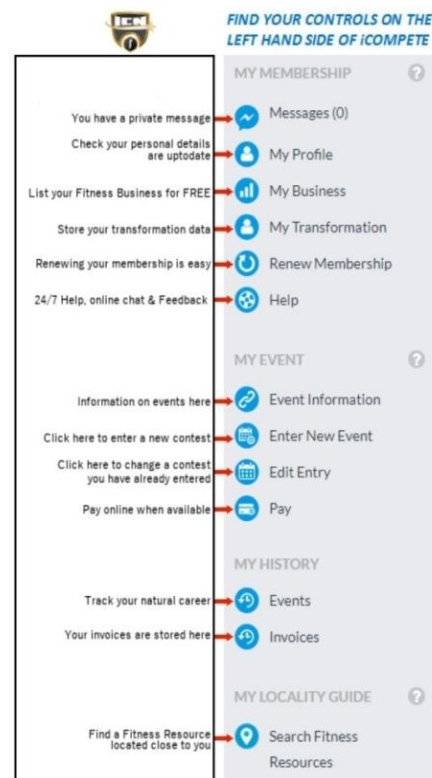 ICN
FIND YOUR CONTROLS ON THE
LEFT HAND SIDE OF iCOMPETE
MY MEMBERSHIP ?
You have a private message
Messages (0)
Check your personal details
are uptodate
My Profile
List your Fitness Business for FREE
My Business
Store your transformation data
My Transformation
Renewing your membership is easy
Renew Membership
24/7 Help, online chat & Feedback
Help
MY EVENT ?
Information on events here
Event Information
Click here to enter a new contest
Enter New Event
Click here to change a contest
you have already entered
Edit Entry
Pay online when available
Pay
MY HISTORY
Track your natural career
Events
Your invoices are stored here
Invoices
MY LOCALITY GUIDE ?
Find a Fitness Resource
located close to you
Search Fitness
Resources